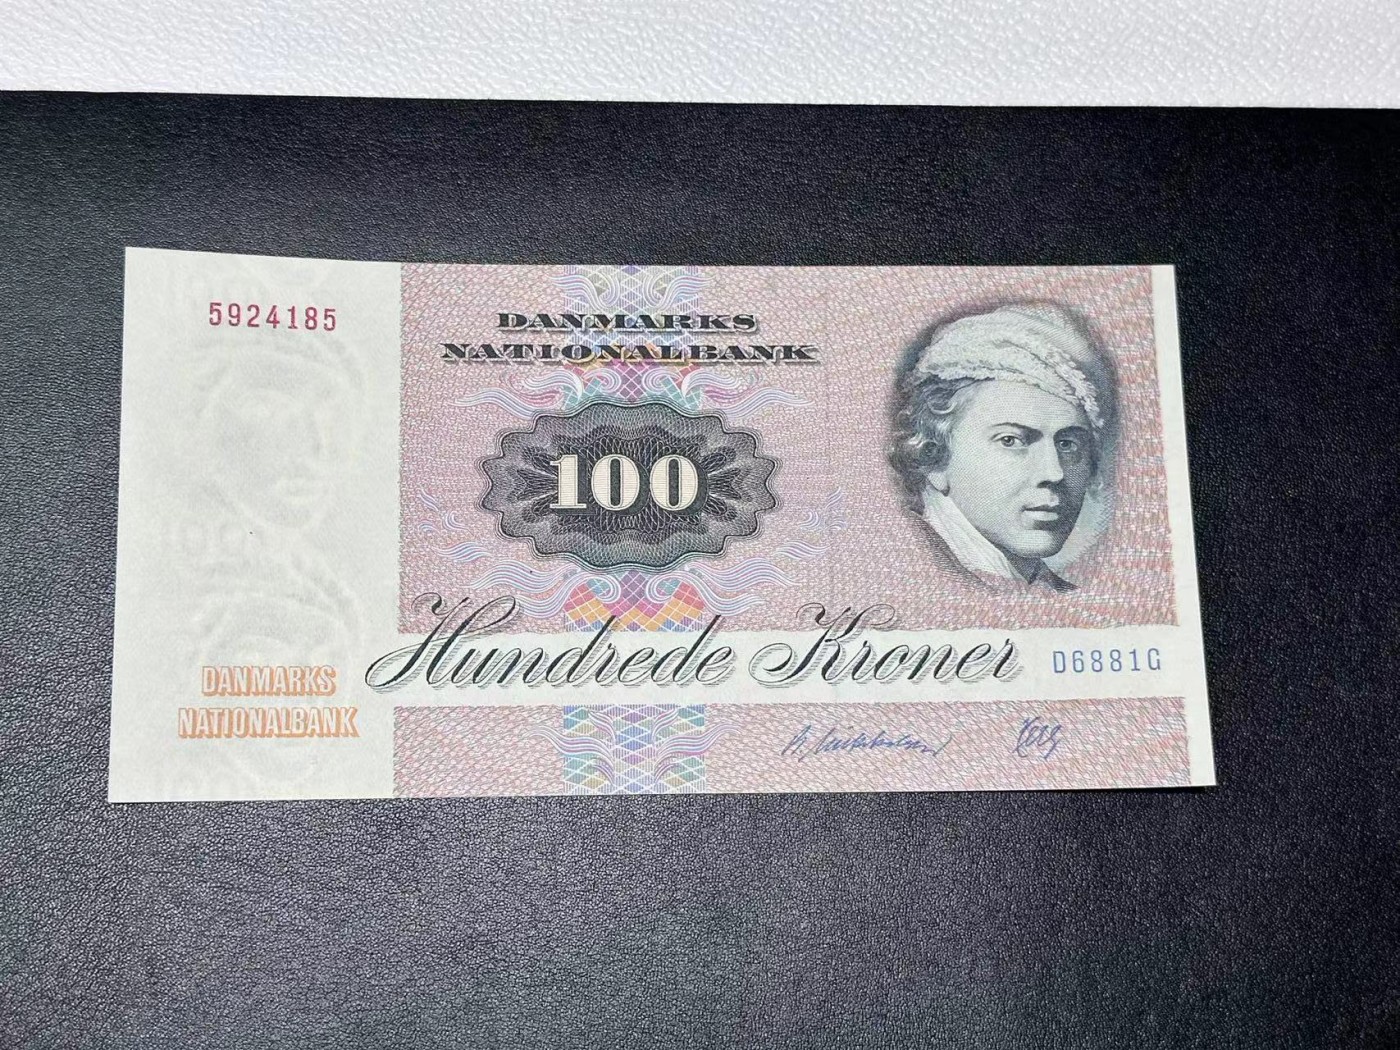 5924185
DANMARKS
NATIONALBANK
100
Hundrede Kroner
D6881G
DANMARKS
NATIONALBANK